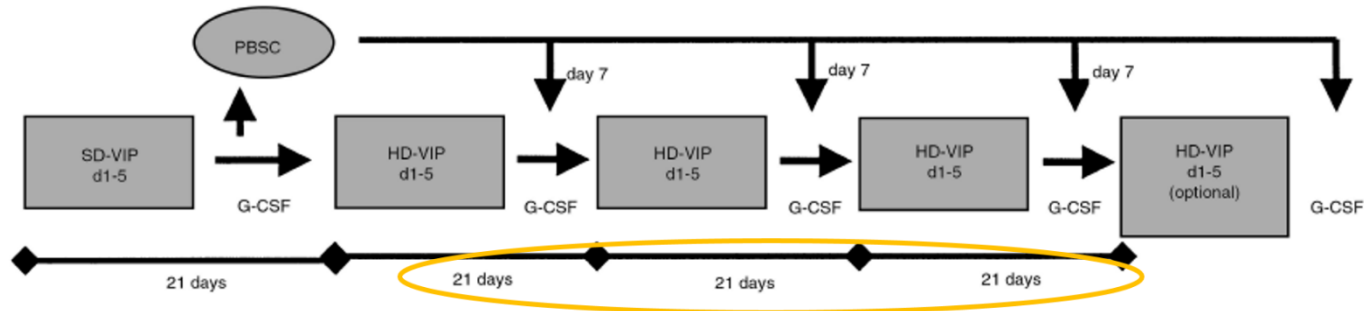 PBSC
day 7
day 7
day 7
SD-VIP
d1-5
HD-VIP
d1-5
HD-VIP
d1-5
HD-VIP
d1-5
HD-VIP
d1-5
(optional)
G-CSF
G-CSF
G-CSF
G-CSF
G-CSF
21 days
21 days
21 days
21 days